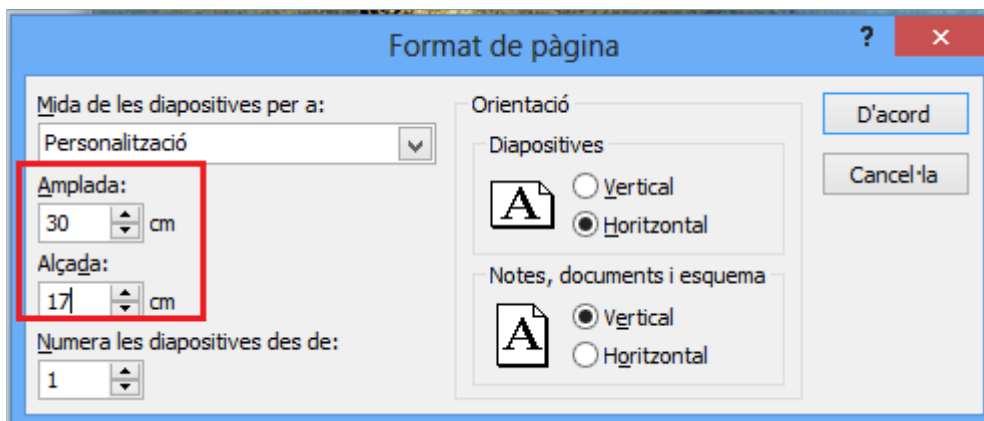 Format de pàgina
?
Mida de les diapositives per a:
Personalització
Amplada:
30 cm
Alçada:
17 cm
Numera les diapositives des de:
1
Orientació
Diapositives
A
Vertical
Horitzontal
Notes, documents i esquema
A
Vertical
Horitzontal
D'acord
Cancel·la